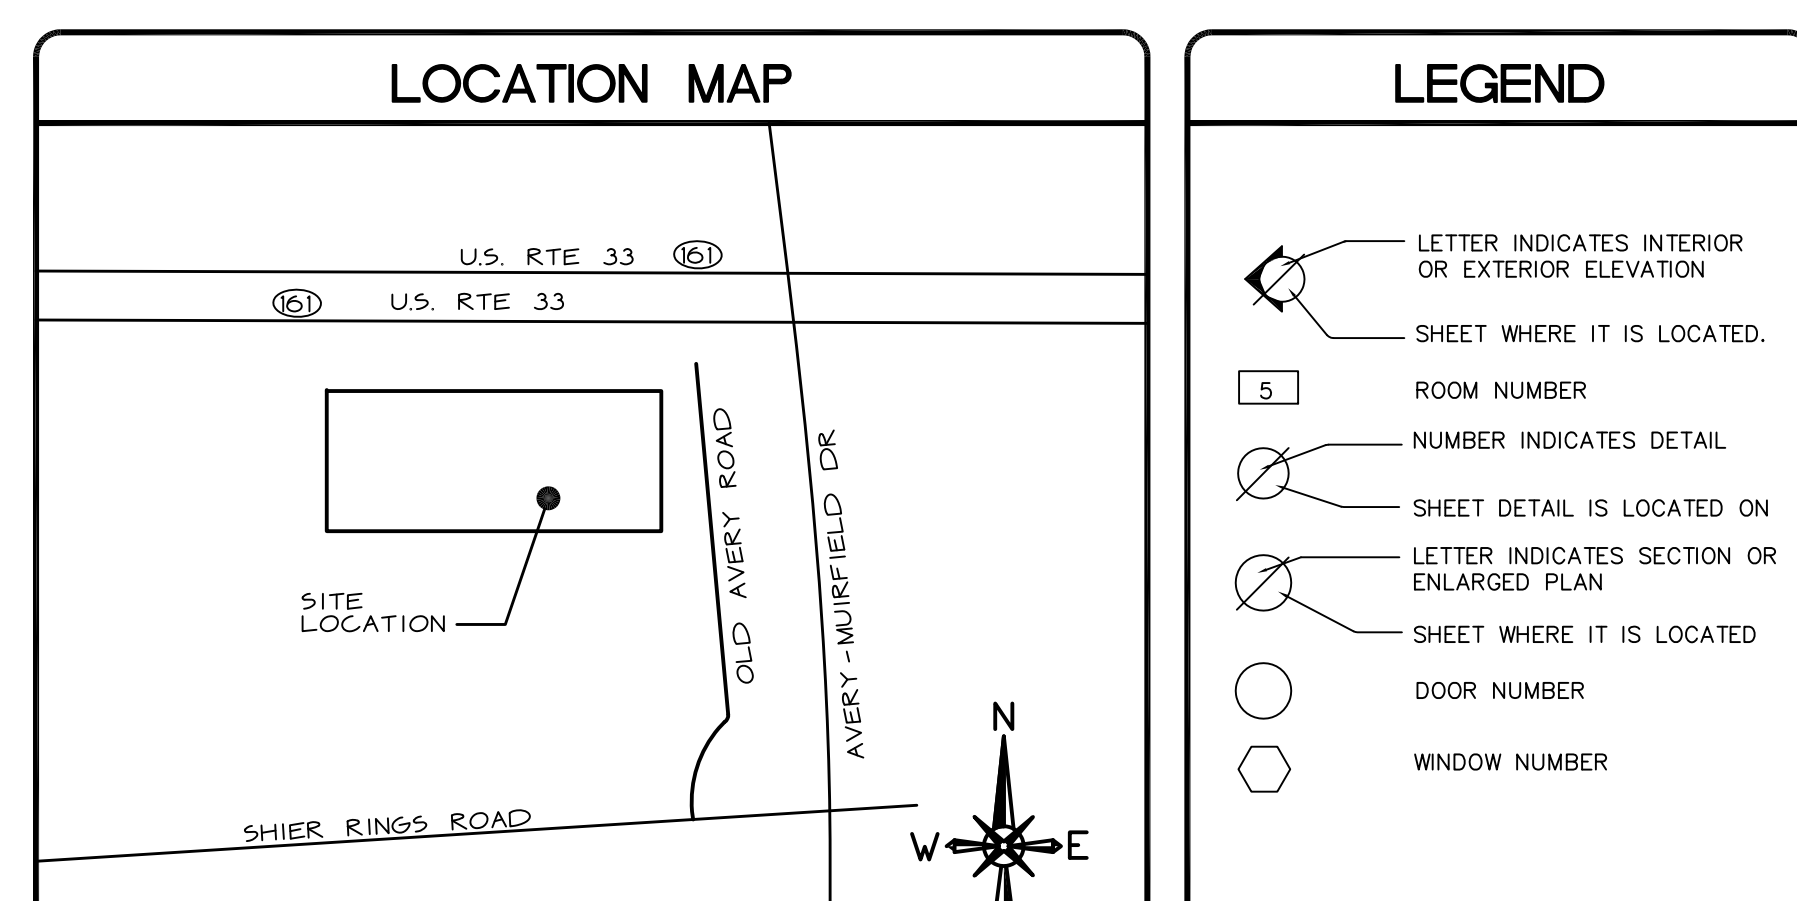 LOCATION MAP
U.S. RTE 33 161
161 U.S. RTE 33
OLD AVERY ROAD
AVERY-MUIRFIELD DR
SITE
LOCATION
SHIER RINGS ROAD
N
W
E
LEGEND
LETTER INDICATES INTERIOR
OR EXTERIOR ELEVATION
SHEET WHERE IT IS LOCATED.
5
ROOM NUMBER
NUMBER INDICATES DETAIL
SHEET DETAIL IS LOCATED ON
LETTER INDICATES SECTION OR
ENLARGED PLAN
SHEET WHERE IT IS LOCATED
DOOR NUMBER
WINDOW NUMBER